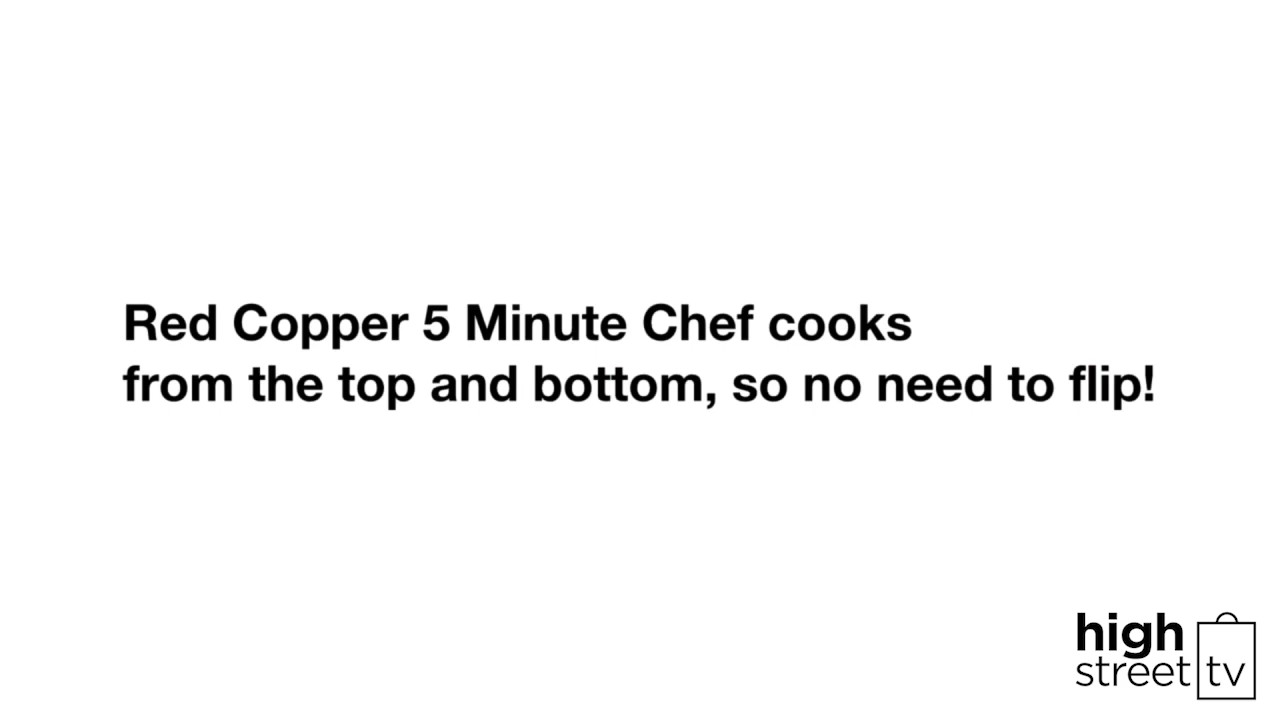 Red Copper 5 Minute Chef cooks
from the top and bottom, so no need to flip!
high
street tv